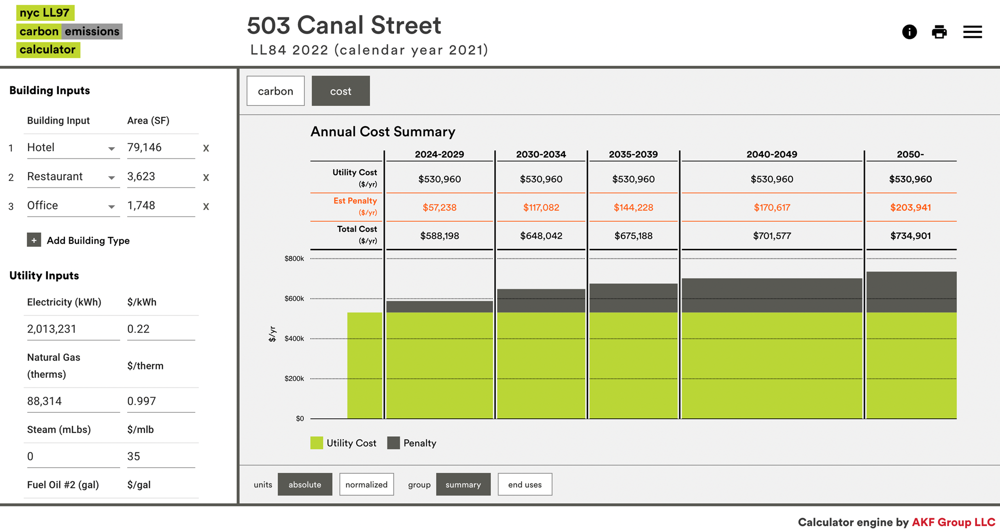 nyc LL97
carbon emissions
calculator
503 Canal Street
LL84 2022 (calendar year 2021)
i
Building Inputs
Building Input Area (SF)
1 Hotel 79,146 x
2 Restaurant 3,623 x
3 Office 1,748 x
+ Add Building Type
Utility Inputs
Electricity (kWh) $/kWh
2,013,231 0.22
Natural Gas
(therms) $/therm
88,314 0.997
Steam (mLbs) $/mlb
0 35
Fuel Oil #2 (gal) $/gal
carbon cost
Annual Cost Summary
2024-2029 2030-2034 2035-2039 2040-2049 2050-
Utility Cost
($/yr) $530,960 $530,960 $530,960 $530,960 $530,960
Est Penalty
($/yr) $57,238 $117,082 $144,228 $170,617 $203,941
Total Cost
($/yr) $588,198 $648,042 $675,188 $701,577 $734,901
$800k
$600k
$/yr
$400k
$200k
$0
Utility Cost Penalty
units absolute normalized group summary end uses
Calculator engine by AKF Group LLC